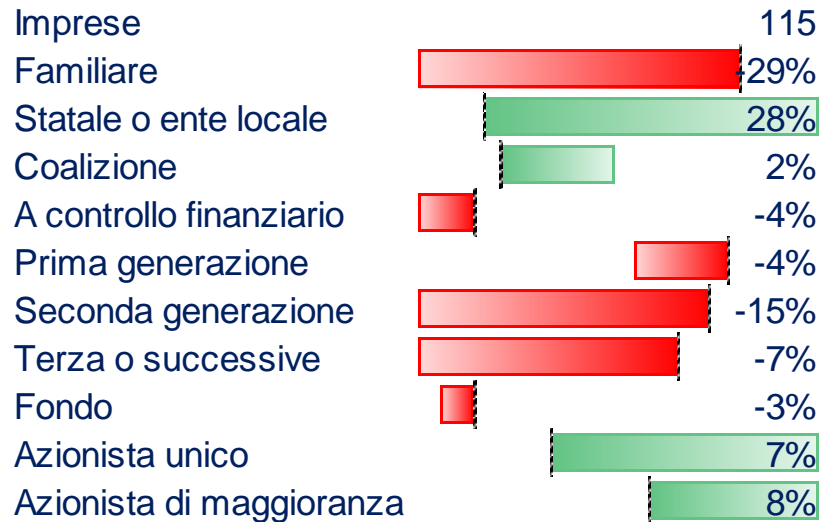 Imprese 115
Familiare -29%
Statale o ente locale 28%
Coalizione 2%
A controllo finanziario -4%
Prima generazione -4%
Seconda generazione -15%
Terza o successive -7%
Fondo -3%
Azionista unico 7%
Azionista di maggioranza 8%